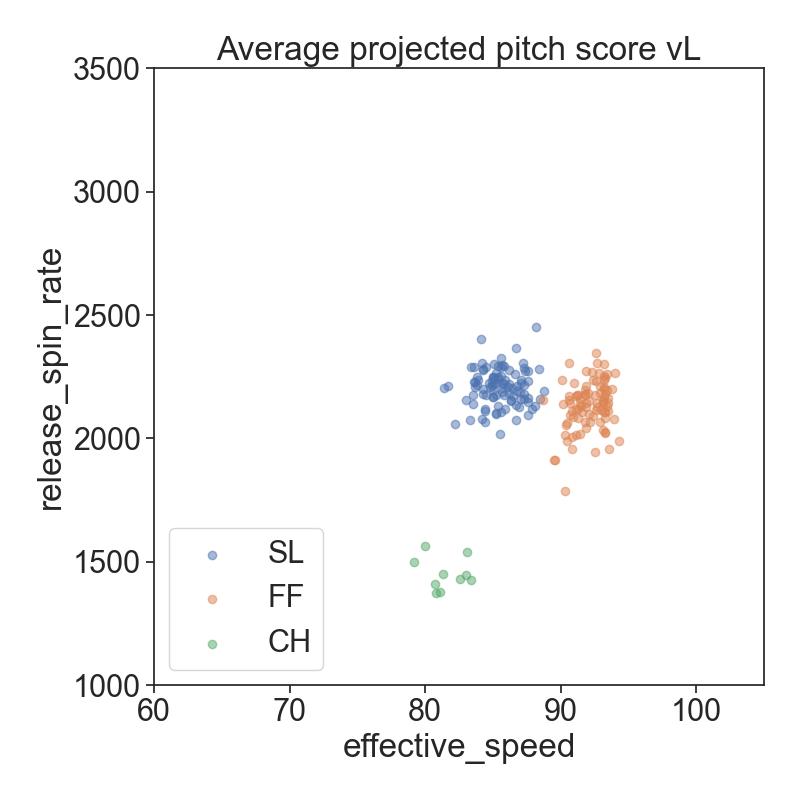 Average projected pitch score vL
3500
3000
2500
2000
1500
1000
release_spin_rate
SL
FF
CH
60 70 80 90 100
effective_speed